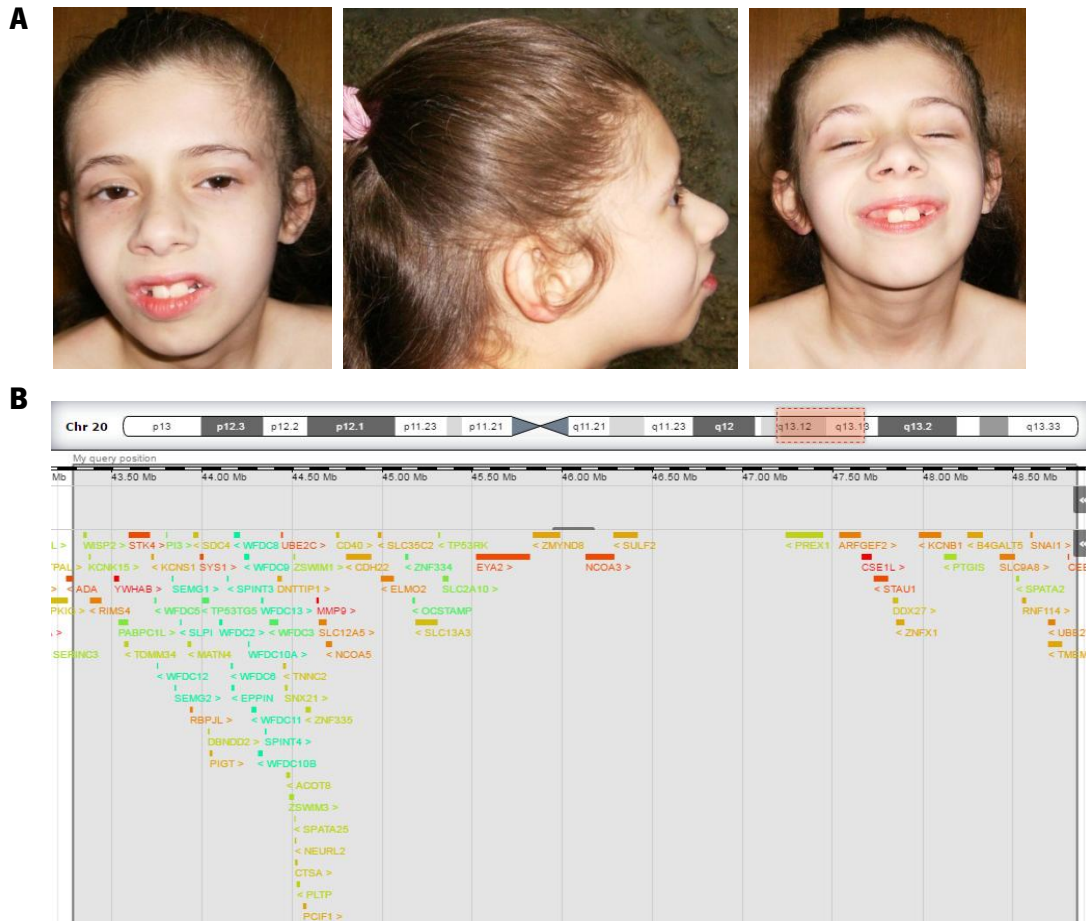 A
B
Chr 20 p13 p12.3 p12.2 p12.1 p11.23 p11.21 q11.21 q11.23 q12 q13.12 q13.13 q13.2 q13.33
My query position
Mb 43.50 Mb 44.00 Mb 44.50 Mb 45.00 Mb 45.50 Mb 46.00 Mb 46.50 Mb 47.00 Mb 47.50 Mb 48.00 Mb 48.50 Mb
L > WISP2 > STK4 > PI3 > < SDC4 < WFDC8 UBE2C > CD40 > < SLC35C2 < TP53RK < ZMYND8 < SULF2 < PREX1 ARFGEF2 > < KCNB1 < B4GALT5 SNAI1 >
TPAL > KCNK15 > < KCNS1 SYS1 > < WFDC9 < ZSWIM1 < CDH22 < ZNF334 EYA2 > NCOA3 > CSE1L > < PTGIS < SLC9A8 > CEE
< ADA YWHAB > SEMG1 > < SPINT3 DNTTIP1 > < ELMO2 SLC2A10 > < STAU1 < SPATA2
PKIG > < RIMS4 < WFDC5 < TP53TG5 WFDC13 > MMP9 > < OCSTAMP DDX27 > RNF114 >
PABPC1L > < SLPI WFDC2 > < WFDC3 SLC12A5 > < SLC13A3 < ZNFX1 < UBE2
SERINC3 < TOMM34 < MATN4 WFDC10A > < NCOA5 < TMEM
< WFDC12 < WFDC6 < TNNC2
SEMG2 > < EPPIN SNX21 >
RBPJL > < WFDC11 < ZNF335
DBNDD2 > SPINT4 >
PIGT > < WFDC10B
< ACOT8
ZSWIM3 >
< SPATA25
< NEURL2
CTSA >
< PLTP
PCIF1 >